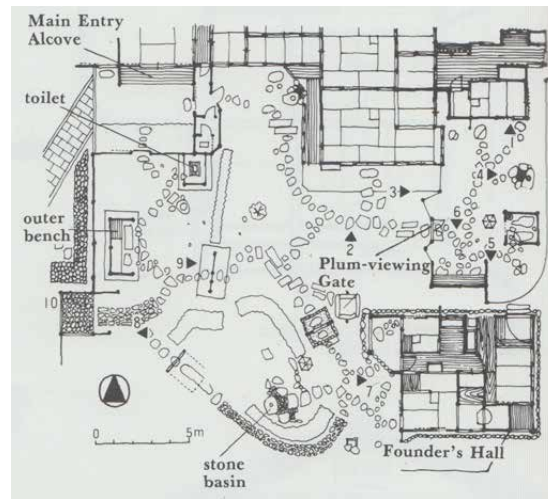 Main Entry
Alcove
toilet
outer
bench
10
9
8
3
2
1
4
6
5
Plum-viewing
Gate
7
0
5m
stone
basin
Founder's Hall